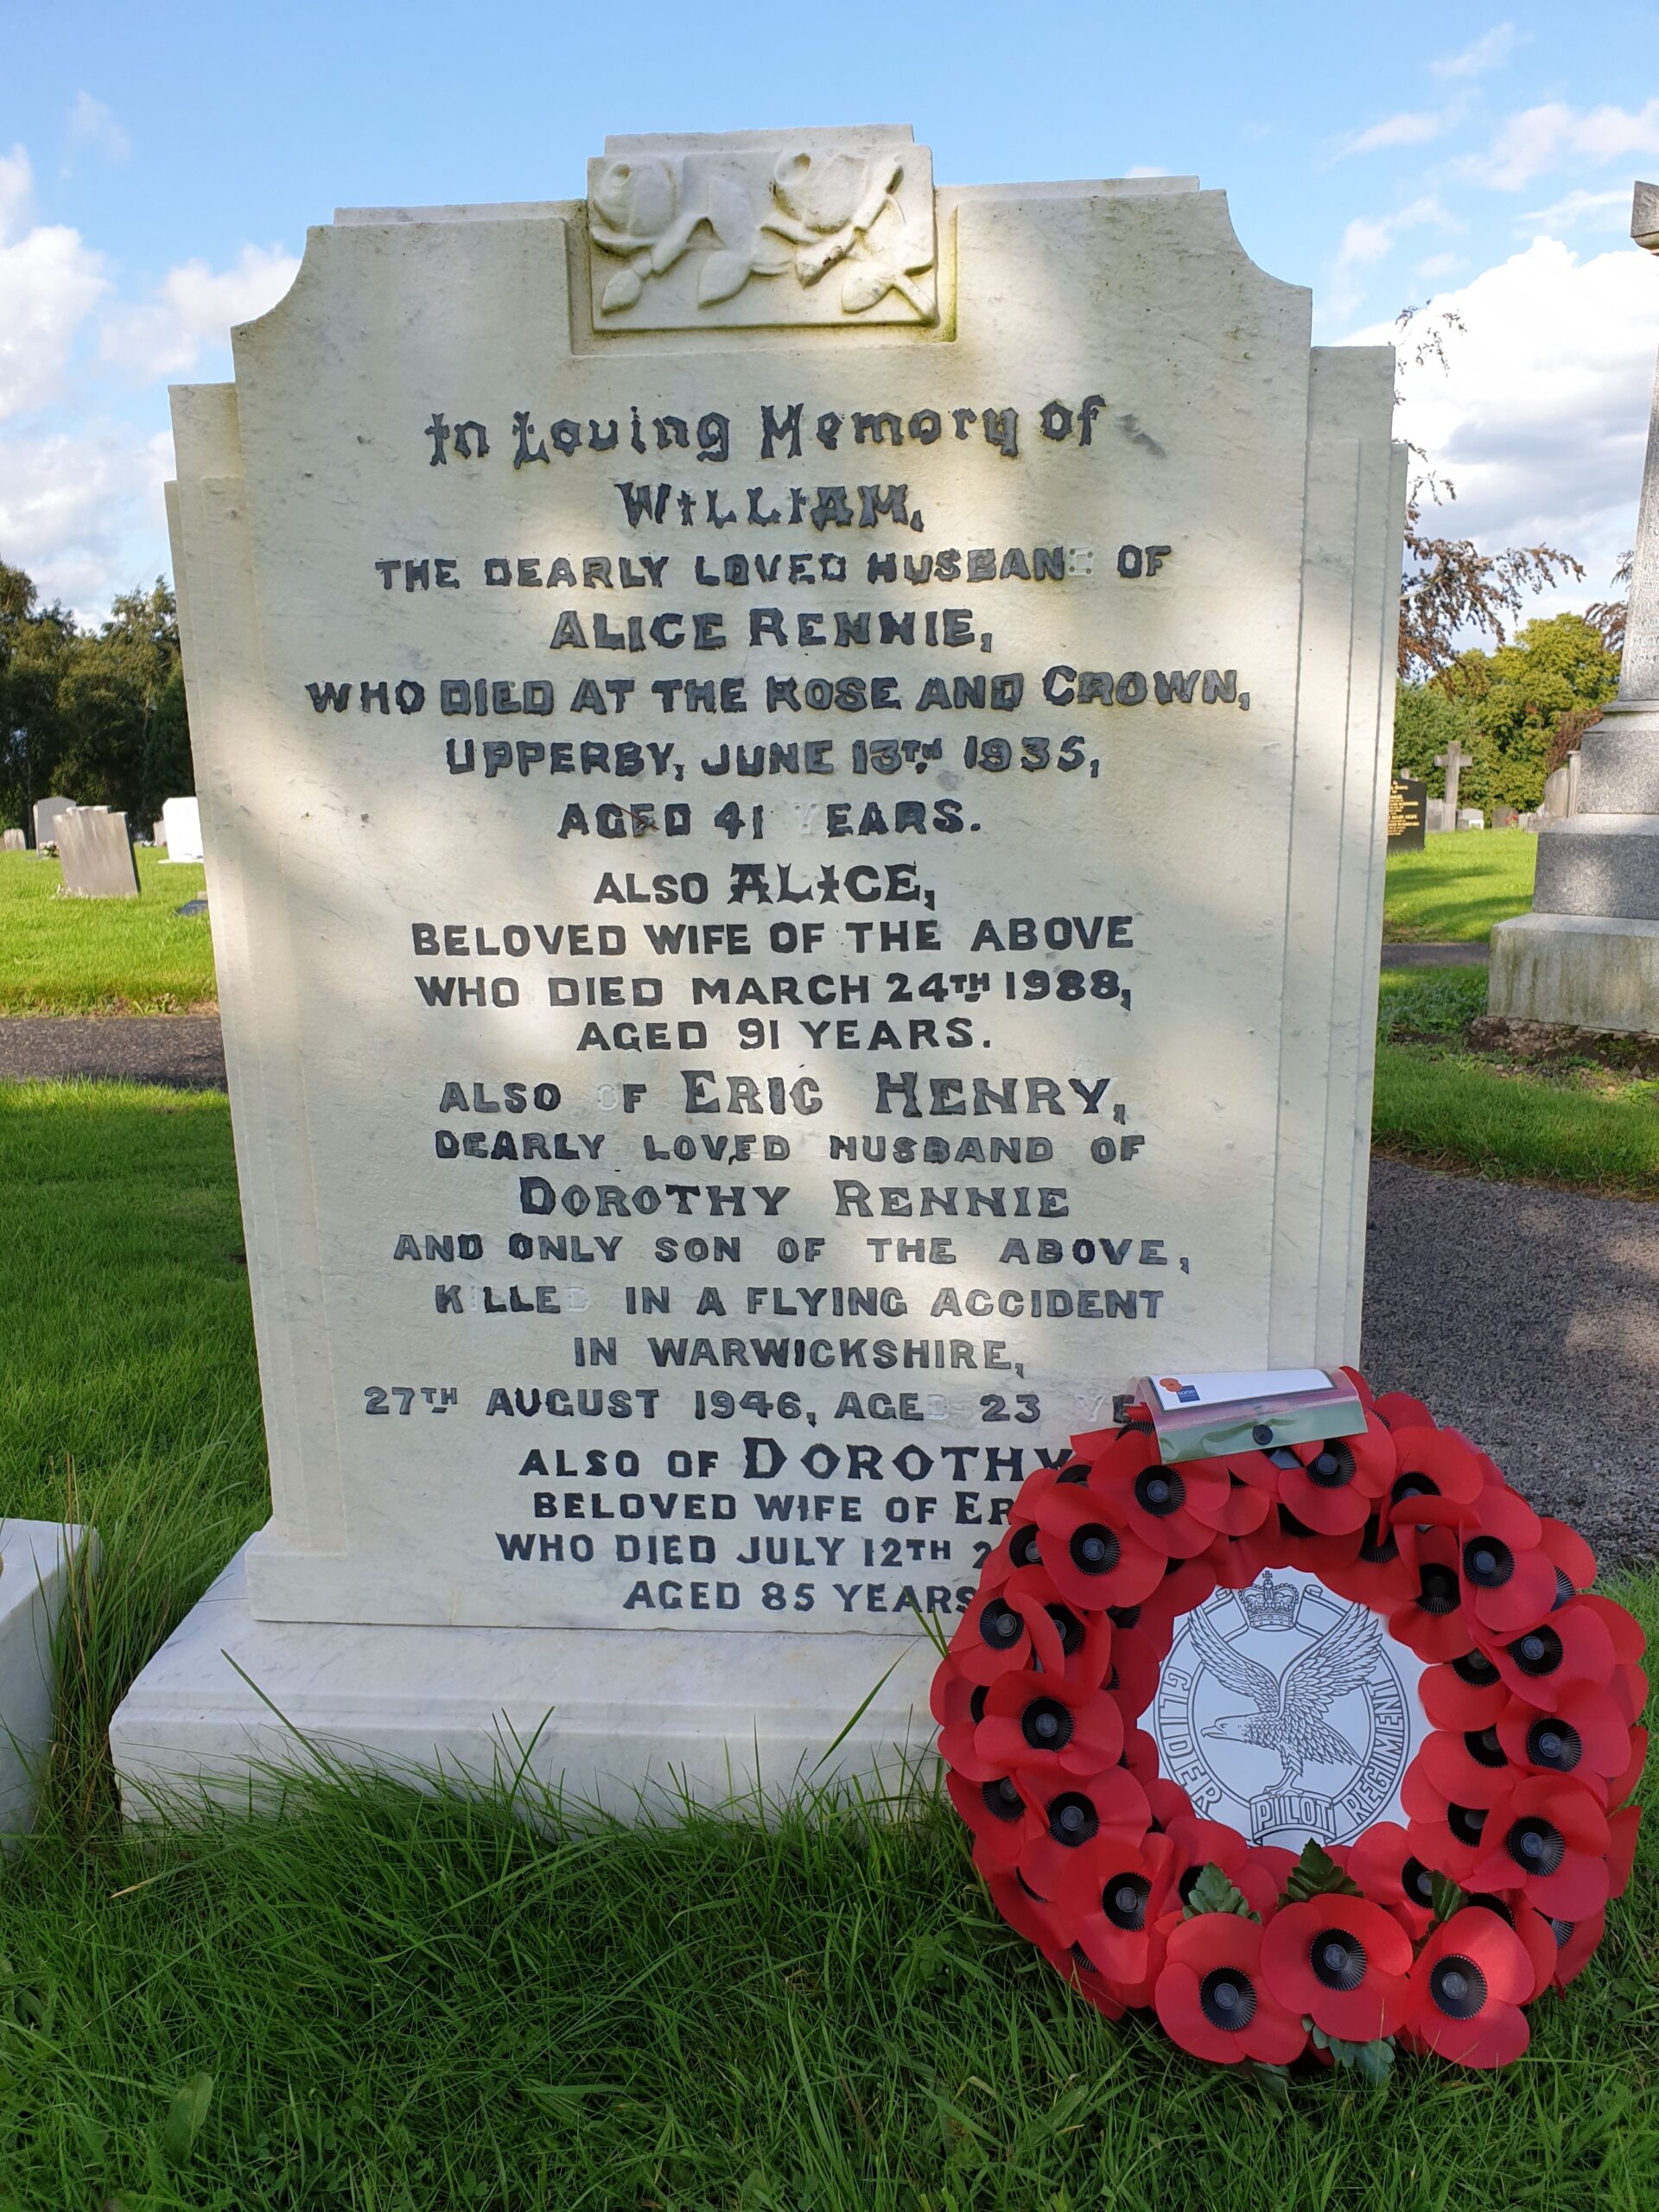 In Loving Memory of
WILLIAM,
THE DEARLY LOVED HUSBAND OF
ALICE RENNIE,
WHO DIED AT THE ROSE AND CROWN,
UPPERBY, JUNE 13TH 1935,
AGED 41 YEARS.
ALSO ALICE,
BELOVED WIFE OF THE ABOVE
WHO DIED MARCH 24TH 1988,
AGED 91 YEARS.
ALSO OF ERIC HENRY,
DEARLY LOVED HUSBAND OF
DOROTHY RENNIE
AND ONLY SON OF THE ABOVE,
KILLED IN A FLYING ACCIDENT
IN WARWICKSHIRE,
27TH AUGUST 1946, AGED 23
ALSO OF DOROTHY
BELOVED WIFE OF
WHO DIED JULY 12TH
AGED 85 YEARS
GLIDER PILOT REGIMENT